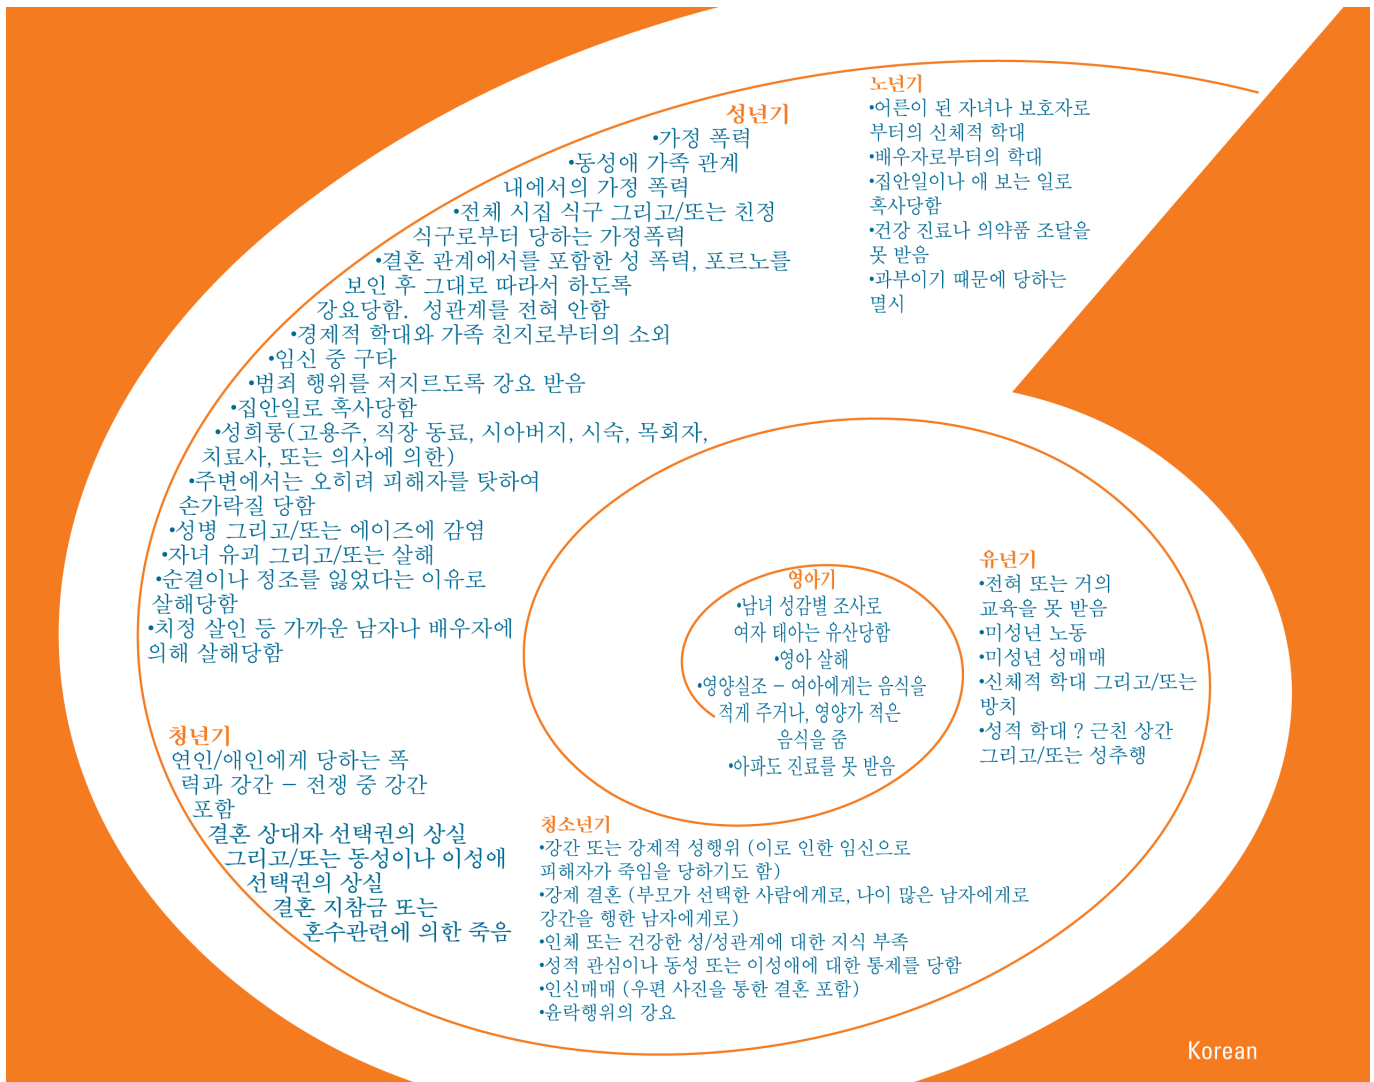 성년기
•가정 폭력
•동성애 가족 관계
내에서의 가정 폭력
•전체 시집 식구 그리고/또는 친정
식구로부터 당하는 가정폭력
•결혼 관계에서를 포함한 성 폭력, 포르노를
보인 후 그대로 따라서 하도록
강요당함. 성관계를 전혀 안함
•경제적 학대와 가족 친지로부터의 소외
•임신 중 구타
•범죄 행위를 저지르도록 강요 받음
•집안일로 혹사당함
•성희롱(고용주, 직장 동료, 시아버지, 시숙, 목회자,
치료사, 또는 의사에 의한)
•주변에서는 오히려 피해자를 탓하여
손가락질 당함
•성병 그리고/또는 에이즈에 감염
•자녀 유괴 그리고/또는 살해
•순결이나 정조를 잃었다는 이유로
살해당함
•치정 살인 등 가까운 남자나 배우자에
의해 살해당함
노년기
•어른이 된 자녀나 보호자로
부터의 신체적 학대
•배우자로부터의 학대
•집안일이나 애 보는 일로
혹사당함
•건강 진료나 의약품 조달을
못 받음
•과부이기 때문에 당하는
멸시
영아기
•남녀 성감별 조사로
여자 태아는 유산당함
•영아 살해
•영양실조 – 여아에게는 음식을
적게 주거나, 영양가 적은
음식을 줌
•아파도 진료를 못 받음
유년기
•전혀 또는 거의
교육을 못 받음
•미성년 노동
•미성년 성매매
•신체적 학대 그리고/또는
방치
•성적 학대 ? 근친 상간
그리고/또는 성추행
청년기
연인/애인에게 당하는 폭
력과 강간 – 전쟁 중 강간
포함
결혼 상대자 선택권의 상실
그리고/또는 동성이나 이성애
선택권의 상실
결혼 지참금 또는
혼수관련에 의한 죽음
청소년기
•강간 또는 강제적 성행위 (이로 인한 임신으로
피해자가 죽임을 당하기도 함)
•강제 결혼 (부모가 선택한 사람에게로, 나이 많은 남자에게로
강간을 행한 남자에게로)
•인체 또는 건강한 성/성관계에 대한 지식 부족
•성적 관심이나 동성 또는 이성애에 대한 통제를 당함
•인신매매 (우편 사진을 통한 결혼 포함)
•윤락행위의 강요
Korean